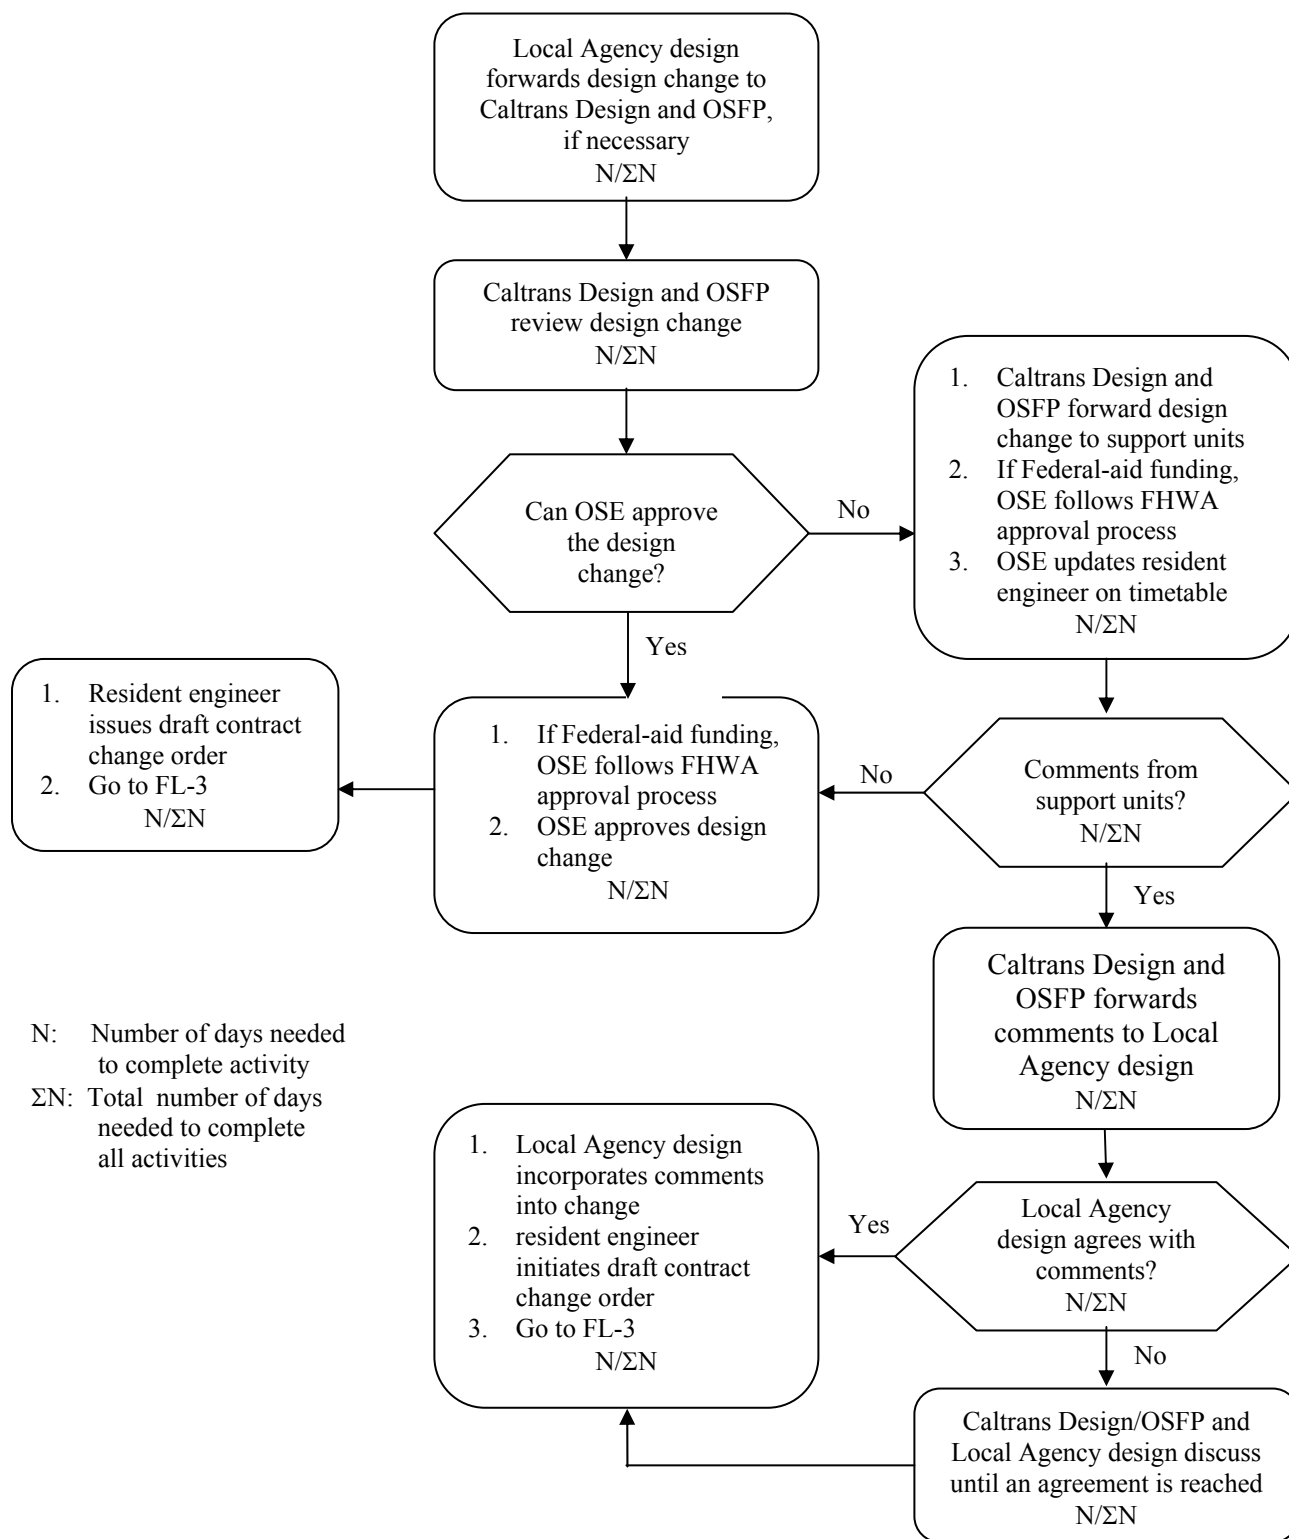 Local Agency design
forwards design change to
Caltrans Design and OSFP,
if necessary
N/ΣN
Caltrans Design and OSFP
review design change
N/ΣN
Can OSE approve
the design
change?
No
1. Caltrans Design and
OSFP forward design
change to support units
2. If Federal-aid funding,
OSE follows FHWA
approval process
3. OSE updates resident
engineer on timetable
N/ΣN
Yes
1. Resident engineer
issues draft contract
change order
2. Go to FL-3
N/ΣN
1. If Federal-aid funding,
OSE follows FHWA
approval process
2. OSE approves design
change
N/ΣN
No
Comments from
support units?
N/ΣN
Yes
Caltrans Design and
OSFP forwards
comments to Local
Agency design
N/ΣN
N: Number of days needed
to complete activity
ΣN: Total number of days
needed to complete
all activities
1. Local Agency design
incorporates comments
into change
2. resident engineer
initiates draft contract
change order
3. Go to FL-3
N/ΣN
Yes
Local Agency
design agrees with
comments?
N/ΣN
No
Caltrans Design/OSFP and
Local Agency design discuss
until an agreement is reached
N/ΣN